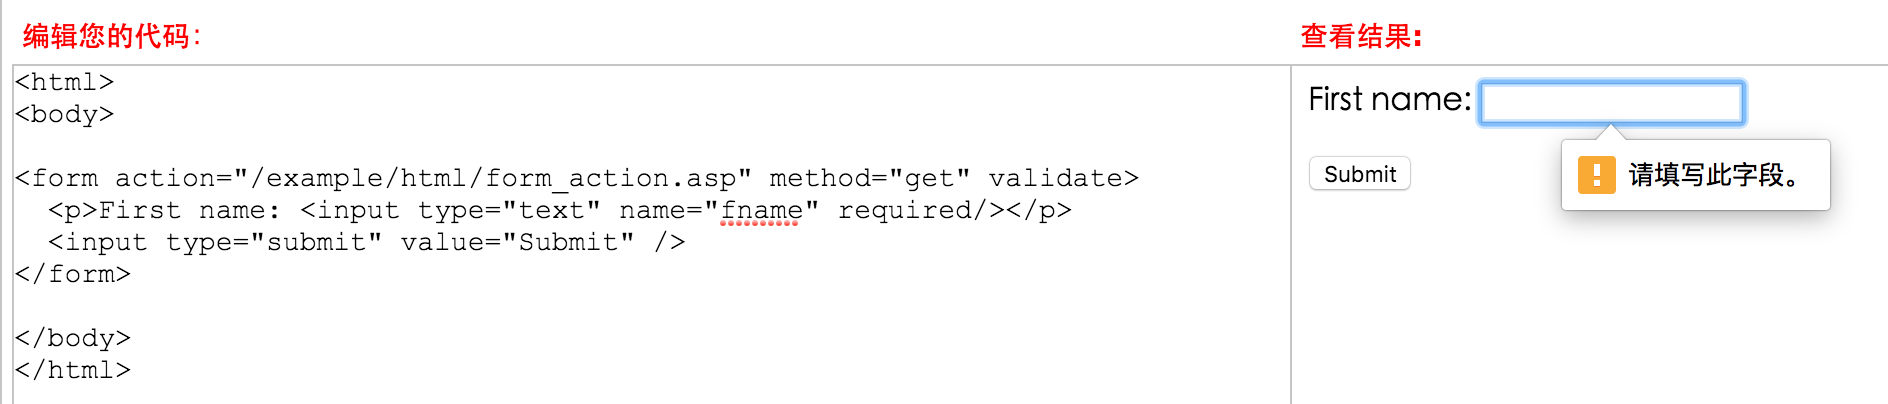 编辑您的代码：
查看结果:
<html>
<body>
<form action="/example/html/form_action.asp" method="get" validate>
<p>First name: <input type="text" name="fname" required/></p>
<input type="submit" value="Submit" />
</form>
</body>
</html>
First name:
请填写此字段。
Submit